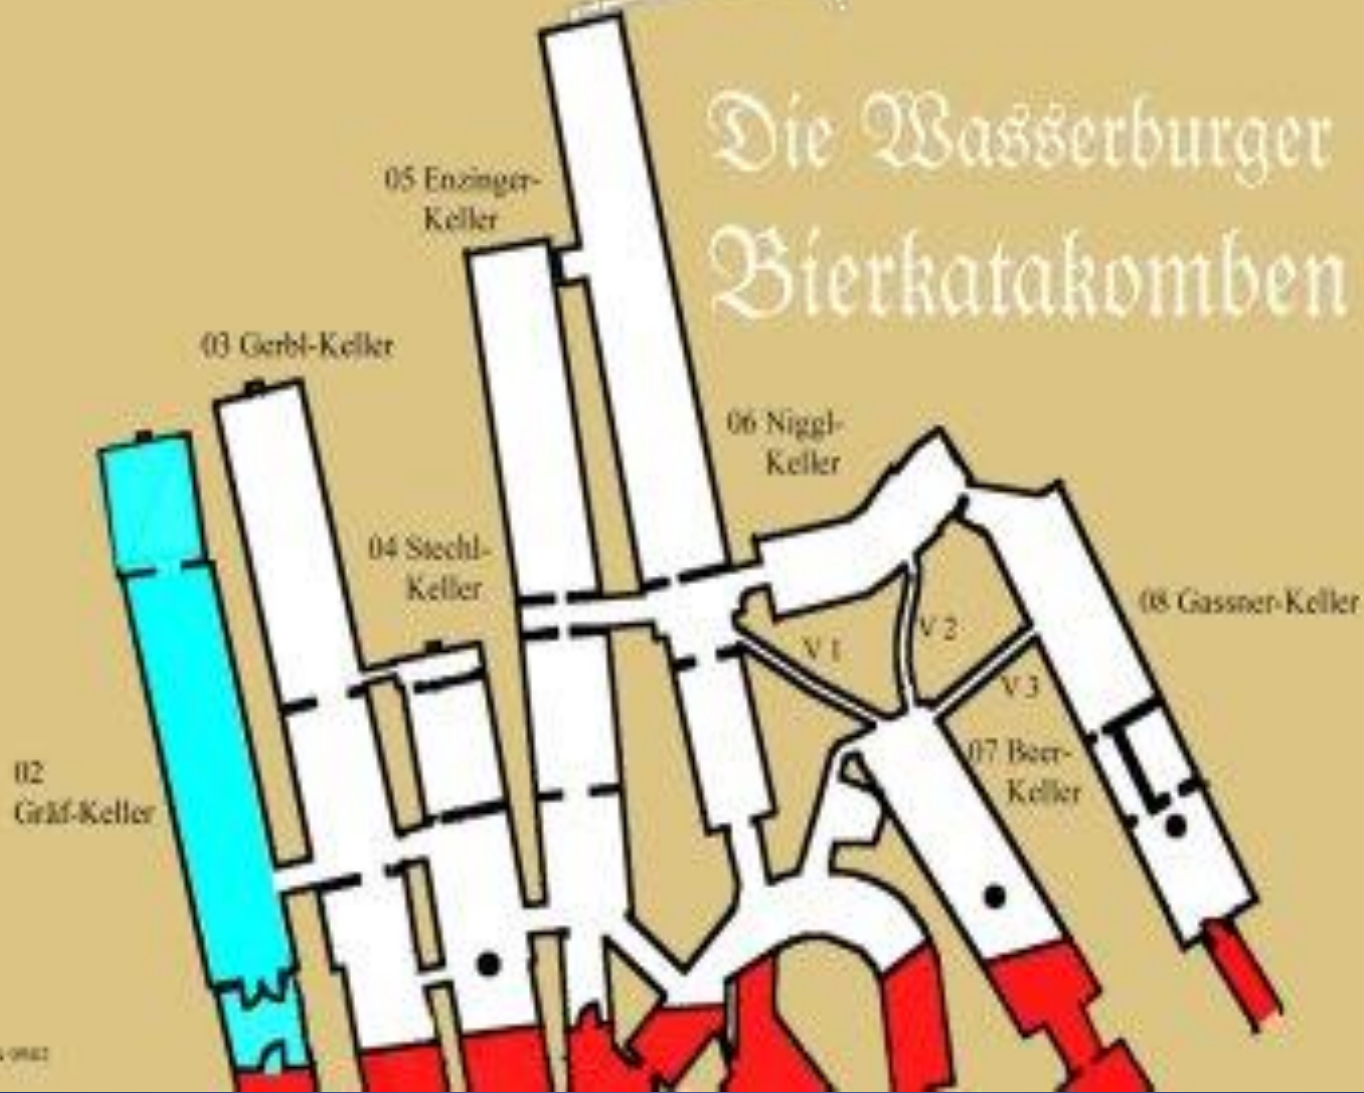 Die Wasserburger
Bierkatakomben
05 Enzinger-
Keller
03 Gerbl-Keller
06 Niggl-
Keller
04 Stechl-
Keller
08 Gassner-Keller
V 1
V 2
V 3
07 Beer-
Keller
02
Gräf-Keller